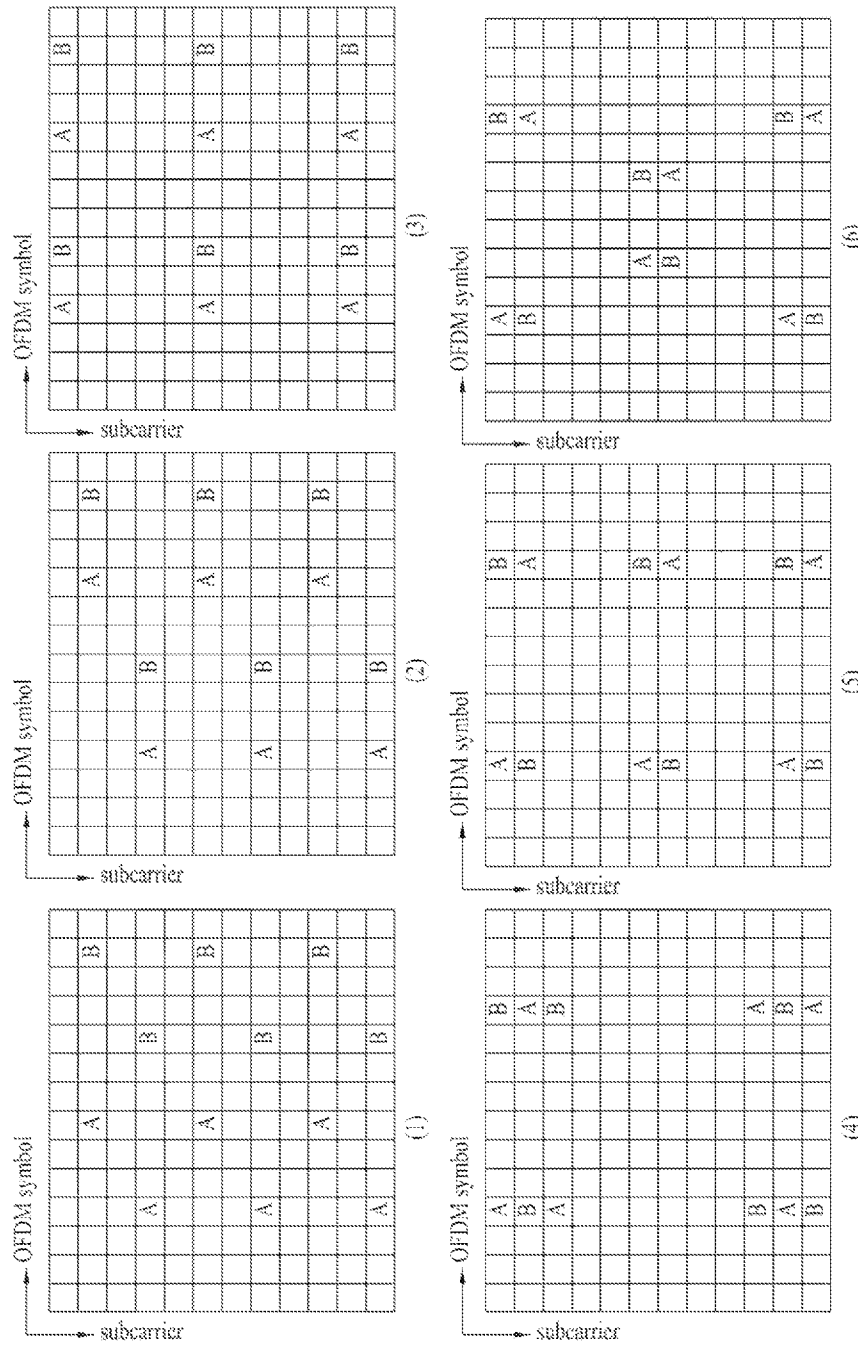 OFDM symbol
subcarrier
A B
A B
A B
A B
A B
A B
(1)
OFDM symbol
subcarrier
A B
A B
A B
A B
A B
A B
(2)
OFDM symbol
subcarrier
A B A B
A B A B
A B A B
(3)
OFDM symbol
subcarrier
A B
B A
A B
B A
A B
B A
(4)
OFDM symbol
subcarrier
A B
B A
A B
B A
A B
B A
(5)
OFDM symbol
subcarrier
A B
B A
A B
B A
A B
B A
(6)